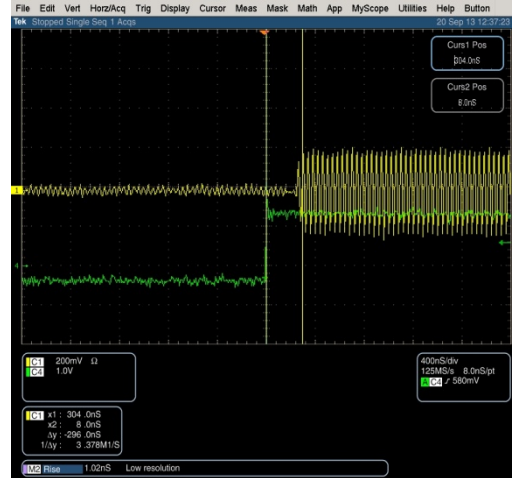 File Edit Vert Horz/Acq Trig Display Cursor Meas Mask Math App MyScope Utilities Help Button
Tek Stopped Single Seq 1 Acqs 20 Sep 13 12:37:23
Curs1 Pos
304.0nS
Curs2 Pos
8.0nS
1
4
C1 200mV Ω
C4 1.0V
400nS/div
125MS/s 8.0nS/pt
A C4 ƒ 580mV
C1 x1 : 304 .0nS
x2 : 8 .0nS
Δy : -296 .0nS
1/Δy : 3 .378M1/S
M2 Rise 1.02nS Low resolution